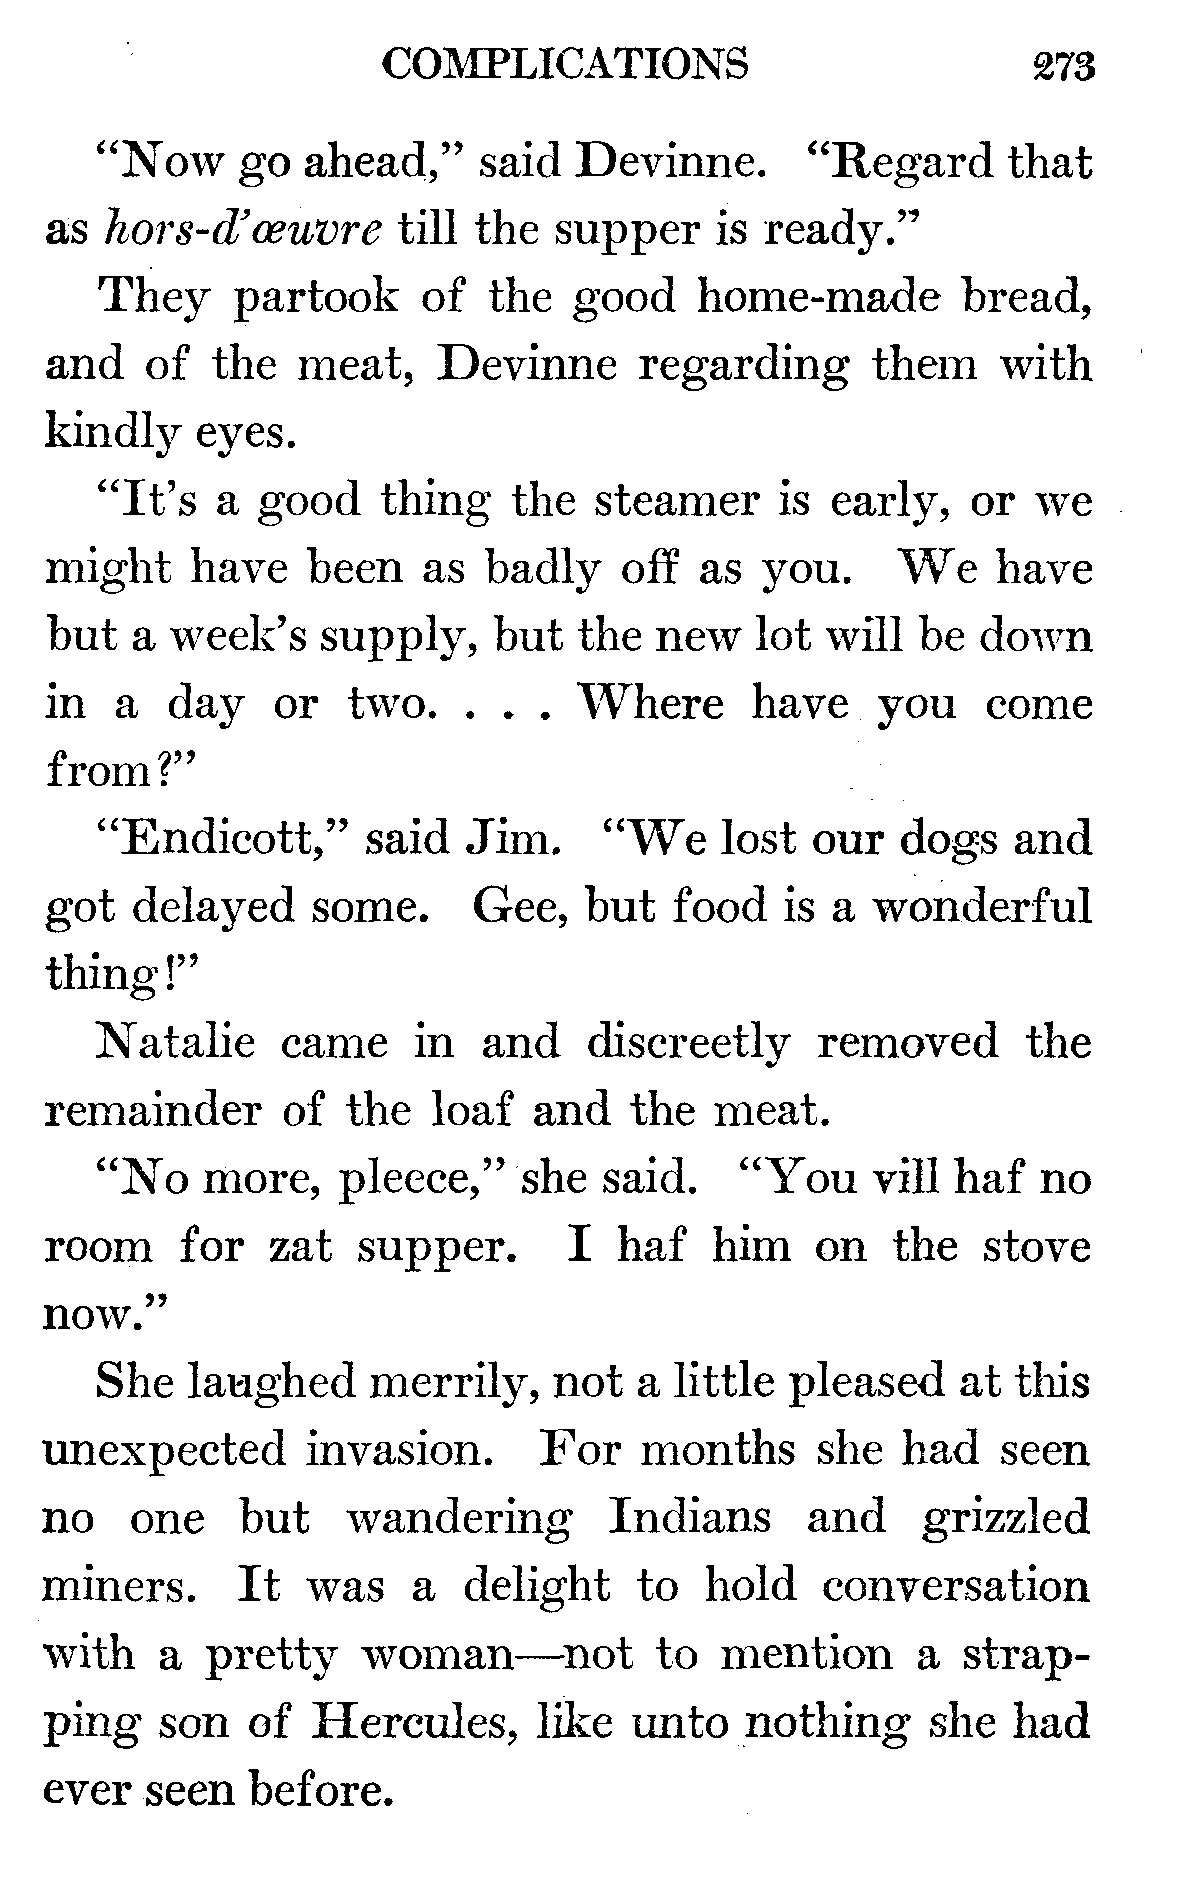 COMPLICATIONS 273
“Now go ahead,” said Devinne. “Regard that
as hors-d’œuvre till the supper is ready.”
They partook of the good home-made bread,
and of the meat, Devinne regarding them with
kindly eyes.
“It’s a good thing the steamer is early, or we
might have been as badly off as you. We have
but a week’s supply, but the new lot will be down
in a day or two. . . . Where have you come
from?”
“Endicott,” said Jim. “We lost our dogs and
got delayed some. Gee, but food is a wonderful
thing!”
Natalie came in and discreetly removed the
remainder of the loaf and the meat.
“No more, pleece,” she said. “You vill haf no
room for zat supper. I haf him on the stove
now.”
She laughed merrily, not a little pleased at this
unexpected invasion. For months she had seen
no one but wandering Indians and grizzled
miners. It was a delight to hold conversation
with a pretty woman—not to mention a strap-
ping son of Hercules, like unto nothing she had
ever seen before.